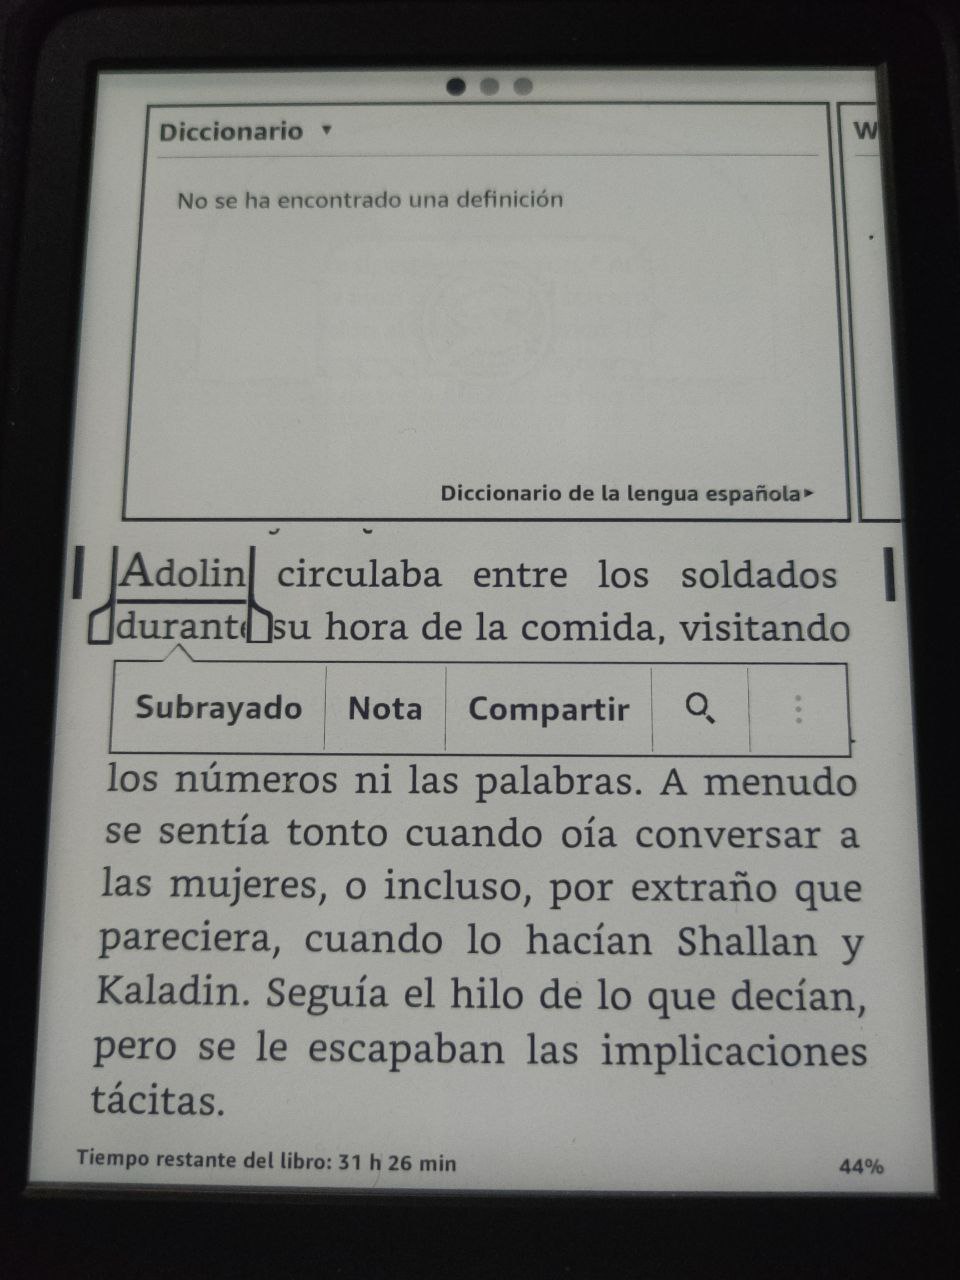 Diccionario ▼
W
No se ha encontrado una definición
Diccionario de la lengua española▸
Adolin circulaba entre los soldados
durante su hora de la comida, visitando
Subrayado Nota Compartir
los números ni las palabras. A menudo
se sentía tonto cuando oía conversar a
las mujeres, o incluso, por extraño que
pareciera, cuando lo hacían Shallan y
Kaladin. Seguía el hilo de lo que decían,
pero se le escapaban las implicaciones
tácitas.
Tiempo restante del libro: 31 h 26 min 44%